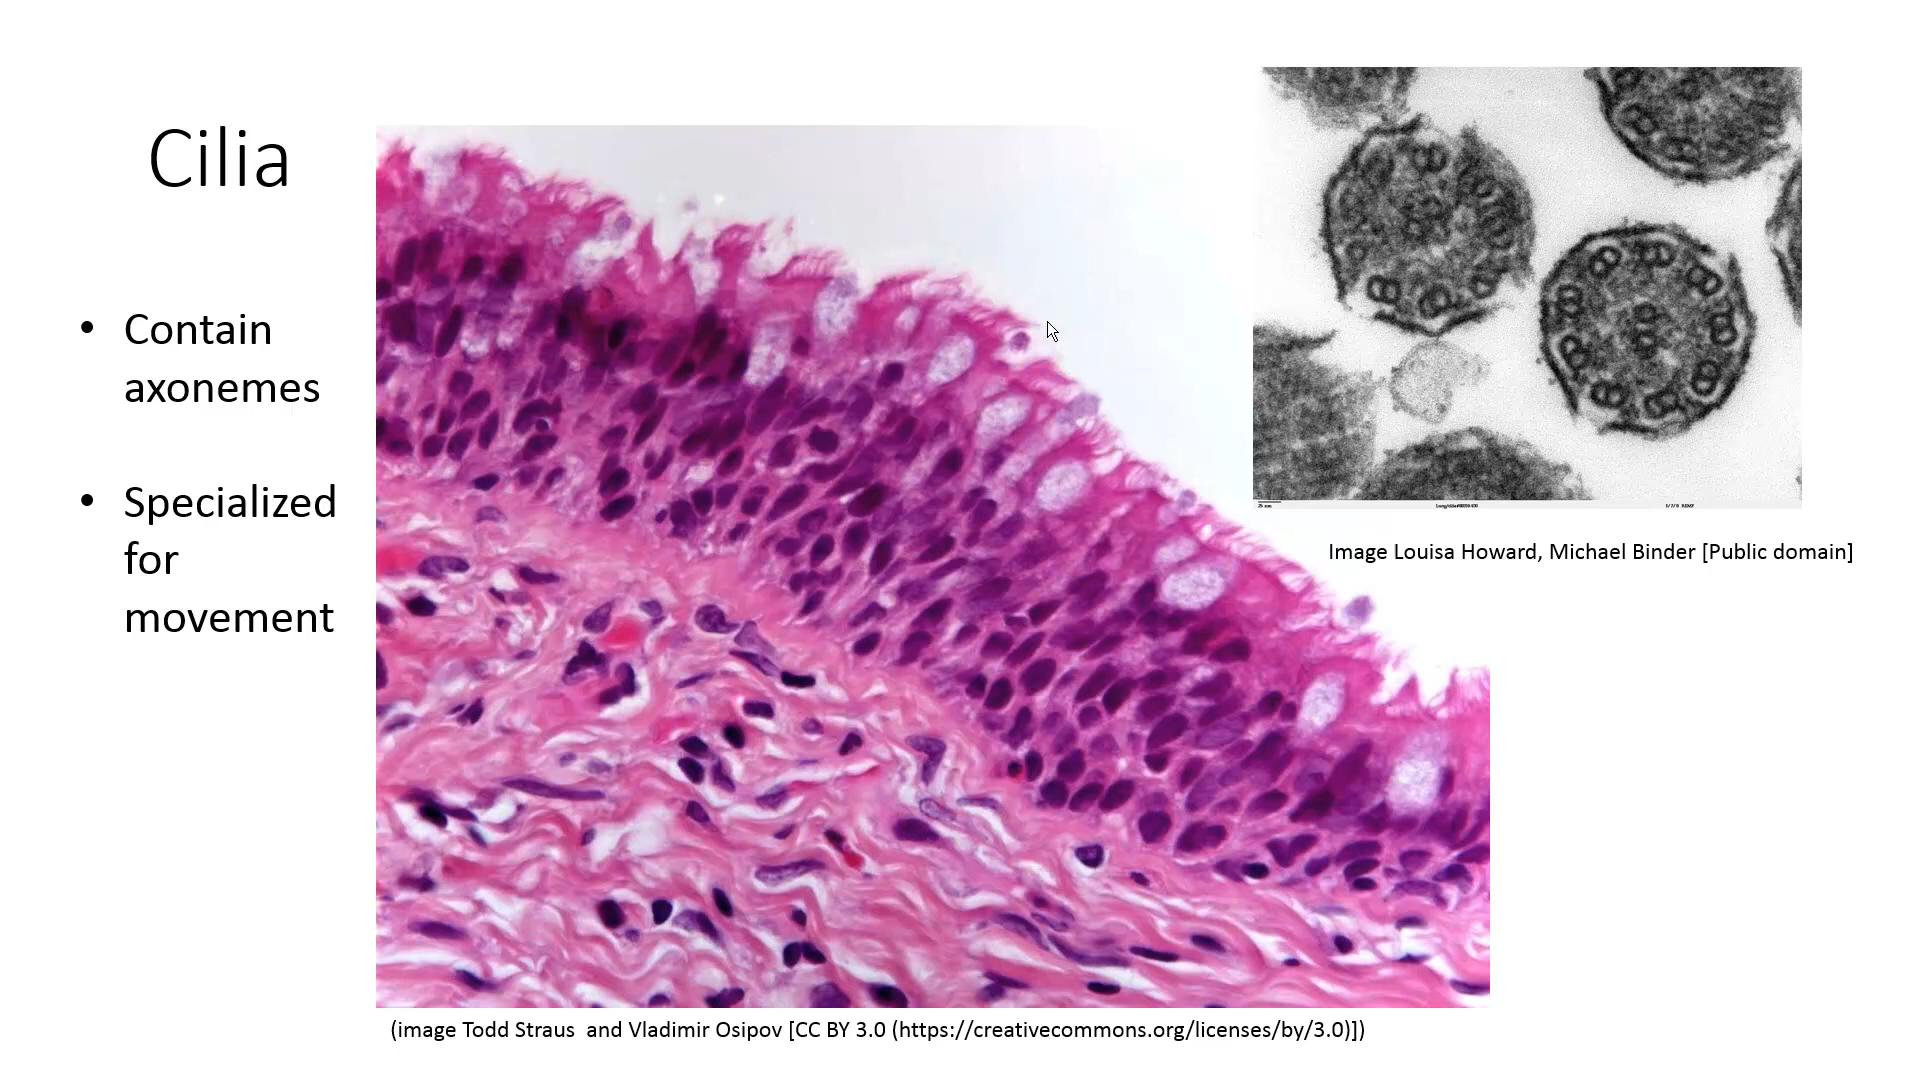 Cilia
• Contain
axonemes
• Specialized
for
movement
Image Louisa Howard, Michael Binder [Public domain]
(image Todd Straus  and Vladimir Osipov [CC BY 3.0 (https://creativecommons.org/licenses/by/3.0)])